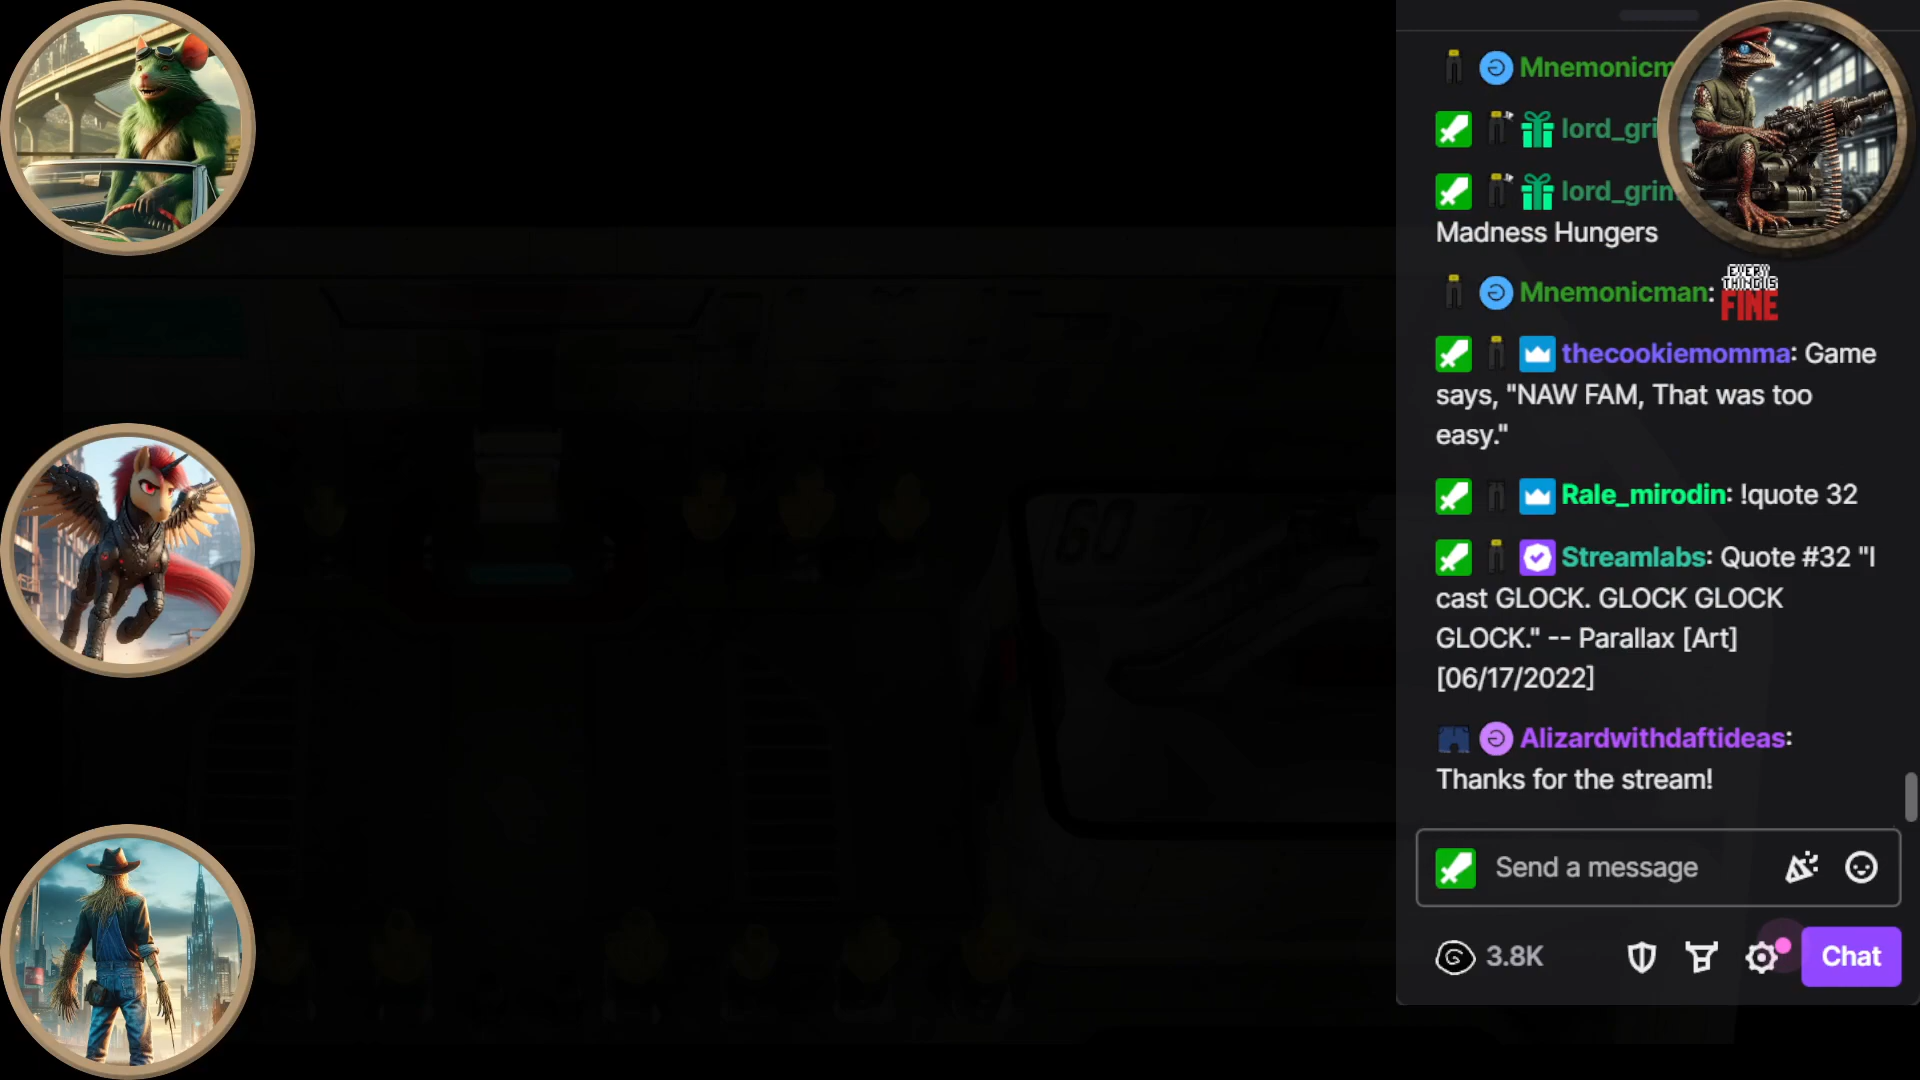 Mnemonicm
lord_gri
lord_grim
Madness Hungers
Mnemonicman: EVERY THING IS FINE
thecookiemomma: Game
says, "NAW FAM, That was too
easy."
Rale_mirodin: !quote 32
Streamlabs: Quote #32 "I
cast GLOCK. GLOCK GLOCK
GLOCK." -- Parallax [Art]
[06/17/2022]
Alizardwithdaftideas:
Thanks for the stream!
Send a message
3.8K
Chat
60